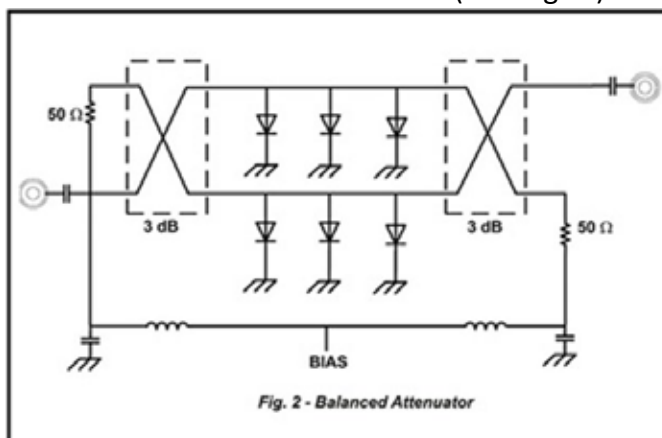 50 Ω
3 dB
3 dB
50 Ω
BIAS
Fig. 2 - Balanced Attenuator